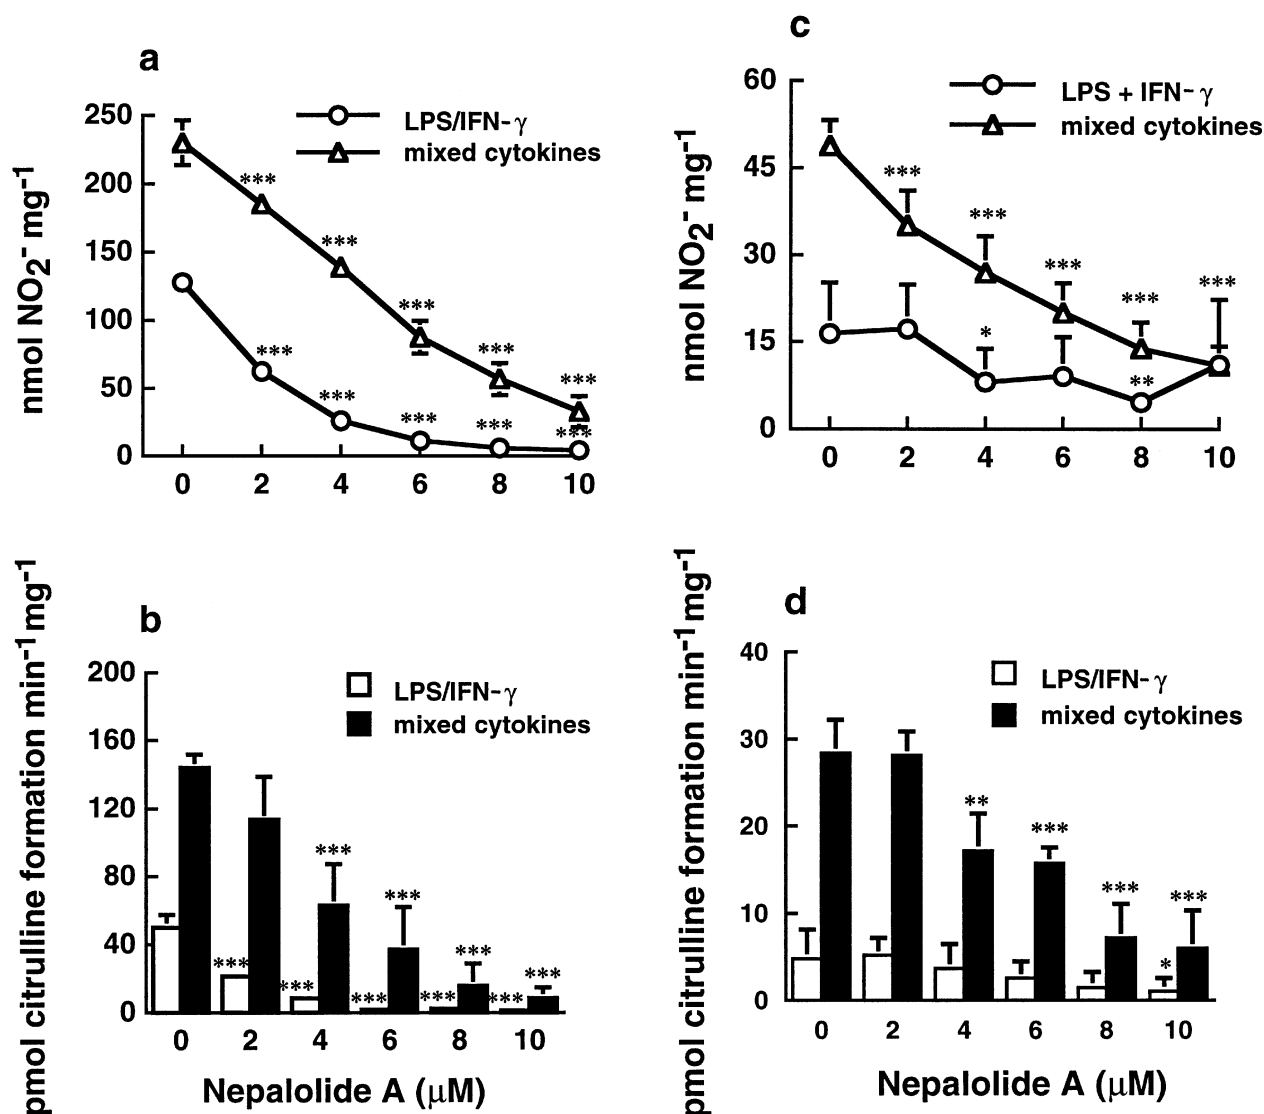 a
250
200
150
100
50
0
0 2 4 6 8 10
nmol NO2- mg-1
LPS/IFN-γ
mixed cytokines
***
***
***
***
***
***
***
***
***
***
c
60
45
30
15
0
0 2 4 6 8 10
nmol NO2- mg-1
LPS + IFN-γ
mixed cytokines
***
***
***
***
***
*
**
b
200
160
120
80
40
0
0 2 4 6 8 10
pmol citrulline formation min-1mg-1
LPS/IFN-γ
mixed cytokines
***
***
***
***
***
***
***
***
***
Nepalolide A (μM)
d
40
30
20
10
0
0 2 4 6 8 10
pmol citrulline formation min-1mg-1
LPS/IFN-γ
mixed cytokines
**
***
***
***
*
Nepalolide A (μM)